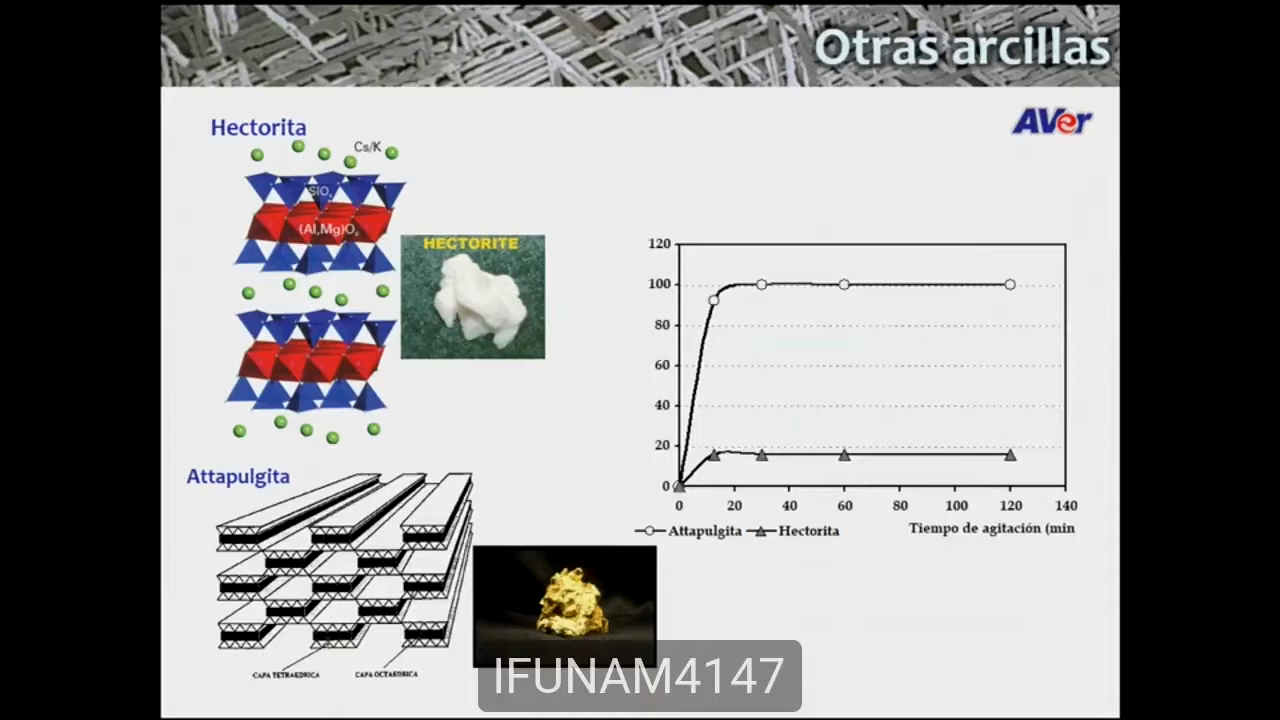 Otras arcillas
AVer
Hectorita
Cs/K
SiO₄
(Al,Mg)O₆
HECTORITE
120
100
80
60
40
20
0
0 20 40 60 80 100 120 140
Attapulgita Hectorita
Tiempo de agitación (min
Attapulgita
CAPA TETRAEDRICA CAPA OCTAEDRICA
IFUNAM4147